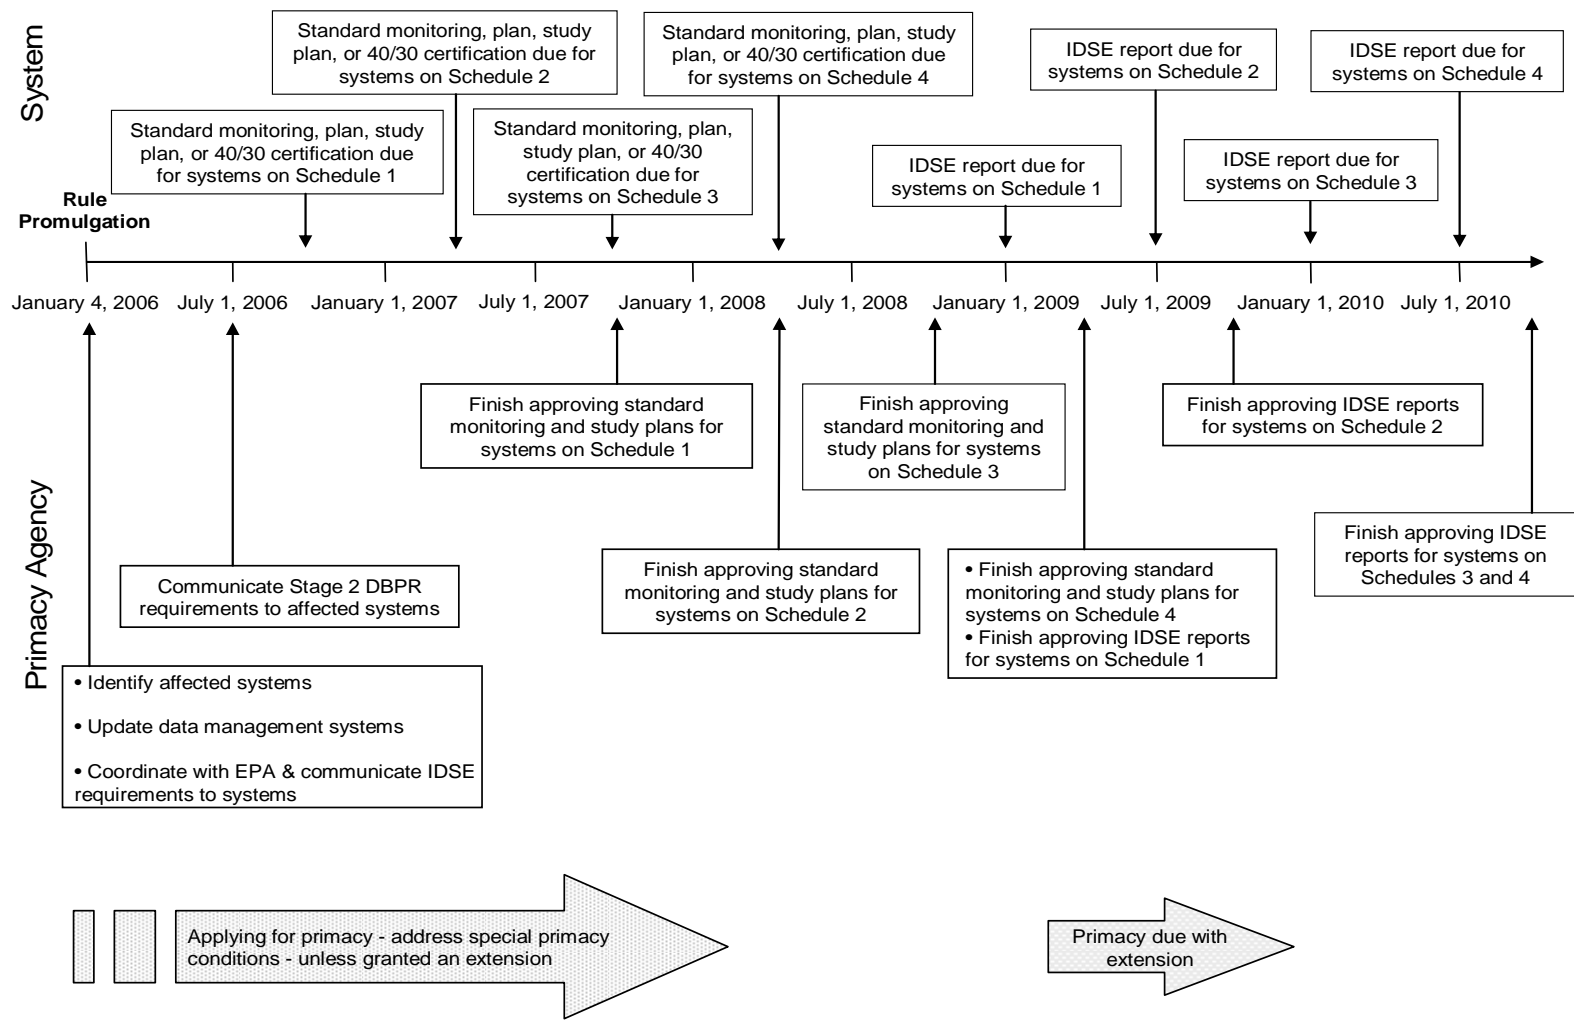 System
Standard monitoring, plan, study
plan, or 40/30 certification due for
systems on Schedule 2
Standard monitoring, plan, study
plan, or 40/30 certification due
for systems on Schedule 4
IDSE report due for
systems on Schedule 2
IDSE report due for
systems on Schedule 4
Standard monitoring, plan, study
plan, or 40/30 certification due
for systems on Schedule 1
Standard monitoring, plan,
study plan, or 40/30
certification due for
systems on Schedule 3
IDSE report due for
systems on Schedule 1
IDSE report due for
systems on Schedule 3
Rule
Promulgation
January 4, 2006
July 1, 2006
January 1, 2007
July 1, 2007
January 1, 2008
July 1, 2008
January 1, 2009
July 1, 2009
January 1, 2010
July 1, 2010
Primacy Agency
Finish approving standard
monitoring and study plans for
systems on Schedule 1
Finish approving
standard monitoring and
study plans for systems
on Schedule 3
Finish approving IDSE reports
for systems on Schedule 2
Finish approving IDSE
reports for systems on
Schedules 3 and 4
Communicate Stage 2 DBPR
requirements to affected systems
Finish approving standard
monitoring and study plans for
systems on Schedule 2
• Finish approving standard
monitoring and study plans for
systems on Schedule 4
• Finish approving IDSE reports
for systems on Schedule 1
• Identify affected systems
• Update data management systems
• Coordinate with EPA & communicate IDSE
requirements to systems
Applying for primacy - address special primacy
conditions - unless granted an extension
Primacy due with
extension